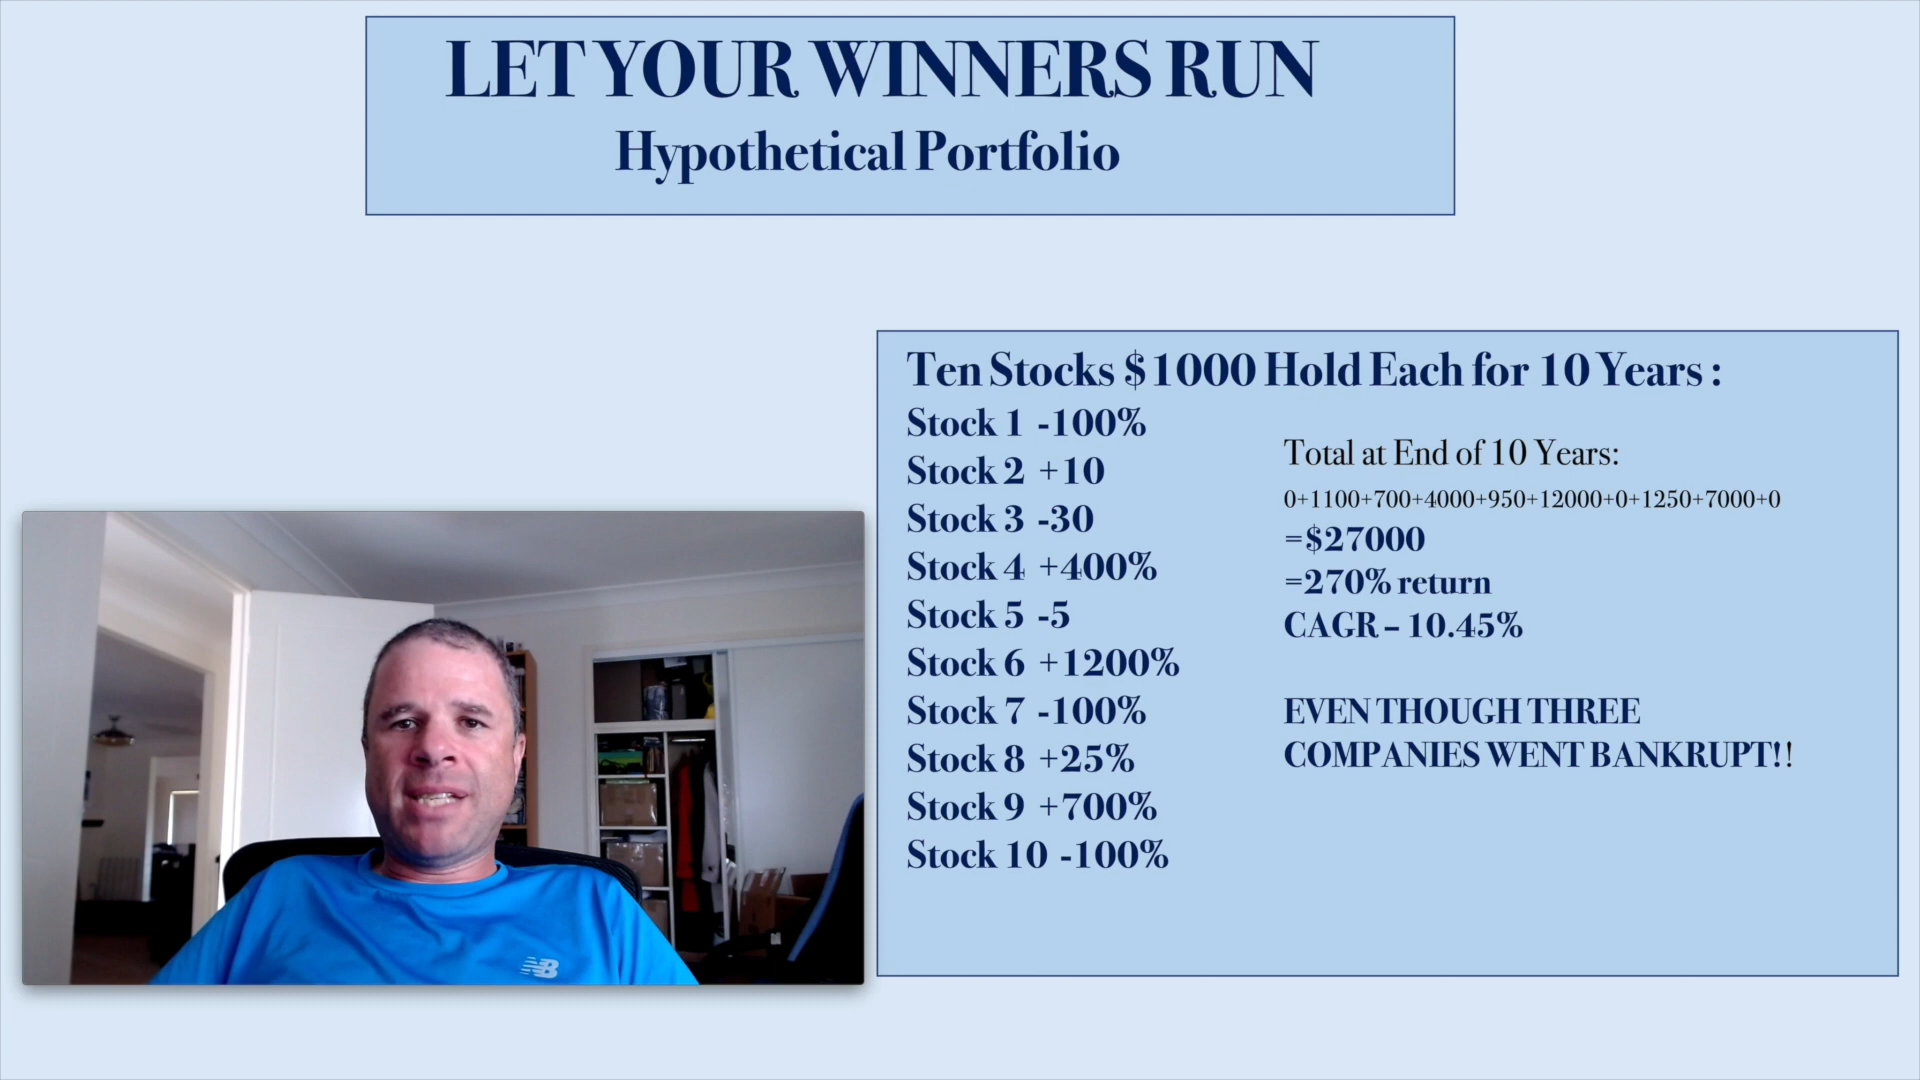 LET YOUR WINNERS RUN
Hypothetical Portfolio
Ten Stocks $1000 Hold Each for 10 Years :
Stock 1 -100%
Stock 2 +10
Stock 3 -30
Stock 4 +400%
Stock 5 -5
Stock 6 +1200%
Stock 7 -100%
Stock 8 +25%
Stock 9 +700%
Stock 10 -100%
Total at End of 10 Years:
0+1100+700+4000+950+12000+0+1250+7000+0
=$27000
=270% return
CAGR – 10.45%
EVEN THOUGH THREE
COMPANIES WENT BANKRUPT!!
NB